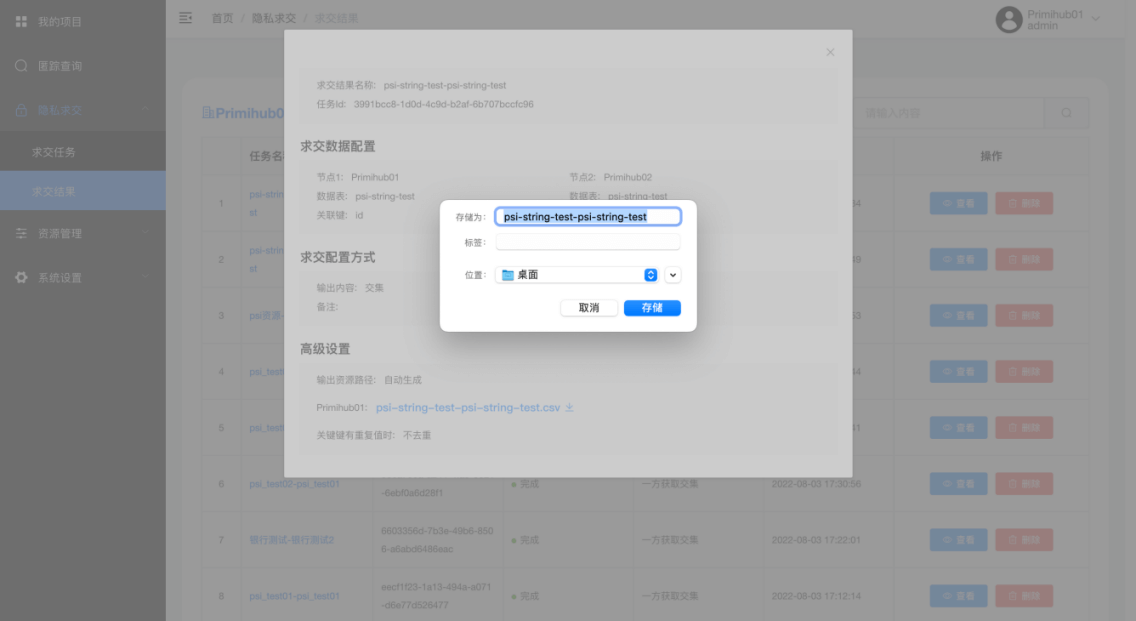 我的项目
匿踪查询
隐私求交
求交任务
求交结果
资源管理
系统设置
首页 / 隐私求交 / 求交结果
Primihub01
admin
请输入内容
Primihub0
任务名
操作
求交结果名称: psi-string-test-psi-string-test
任务Id: 3991bcc8-1d0d-4c9d-b2af-6b707bccfc96
求交数据配置
节点1: Primihub01 节点2: Primihub02
数据表: psi-string-test 数据表: psi-string-test
关联键: id
求交配置方式
输出内容: 交集
备注:
高级设置
输出资源路径: 自动生成
Primihub01: psi-string-test-psi-string-test.csv
关键键有重复值时: 不去重
存储为: psi-string-test-psi-string-test
标签:
位置: 桌面
取消 存储
1 psi-strin
st
查看 删除
2 psi-strin
st
查看 删除
3 psi资源- 53 查看 删除
4 psi_test 查看 删除
5 psi_test 查看 删除
6 psi_test02-psi_test01 -6ebf0a6d28f1 完成 一方获取交集 2022-08-03 17:30:56 查看 删除
7 银行测试-银行测试2 6603356d-7b3e-49b6-850
6-a6abd6486eac 完成 一方获取交集 2022-08-03 17:22:01 查看 删除
8 psi_test01-psi_test01 eecf1f23-1a13-494a-a071
-d6e77d526477 完成 一方获取交集 2022-08-03 17:12:14 查看 删除